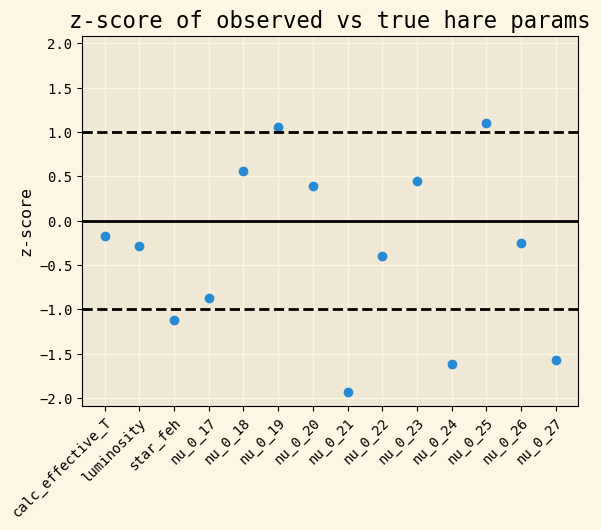 z-score of observed vs true hare params
z-score
2.0
1.5
1.0
0.5
0.0
−0.5
−1.0
−1.5
−2.0
calc_effective_T
luminosity
star_feh
nu_0_17
nu_0_18
nu_0_19
nu_0_20
nu_0_21
nu_0_22
nu_0_23
nu_0_24
nu_0_25
nu_0_26
nu_0_27